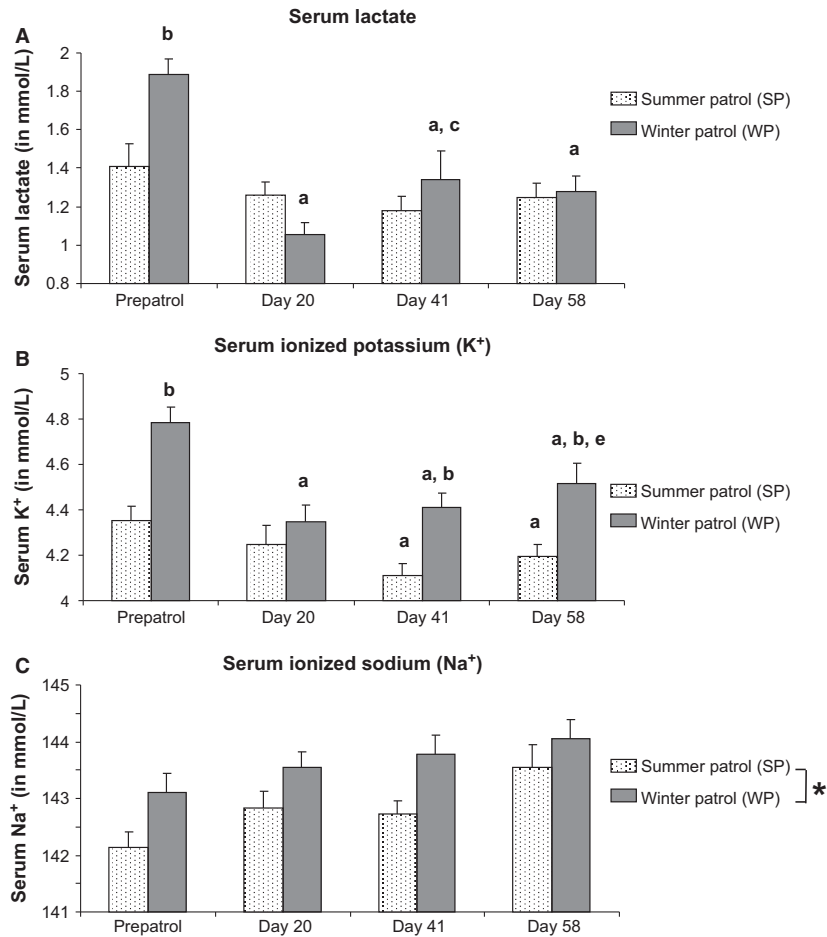 Serum lactate
A
Serum lactate (in mmol/L)
2
1.8
1.6
1.4
1.2
1
0.8
b
a
a, c
a
Prepatrol Day 20 Day 41 Day 58
Summer patrol (SP)
Winter patrol (WP)
Serum ionized potassium (K⁺)
B
Serum K⁺ (in mmol/L)
5
4.8
4.6
4.4
4.2
4
b
a
a
a, b
a
a, b, e
Prepatrol Day 20 Day 41 Day 58
Summer patrol (SP)
Winter patrol (WP)
Serum ionized sodium (Na⁺)
C
Serum Na⁺ (in mmol/L)
145
144
143
142
141
Prepatrol Day 20 Day 41 Day 58
Summer patrol (SP)
Winter patrol (WP)
*